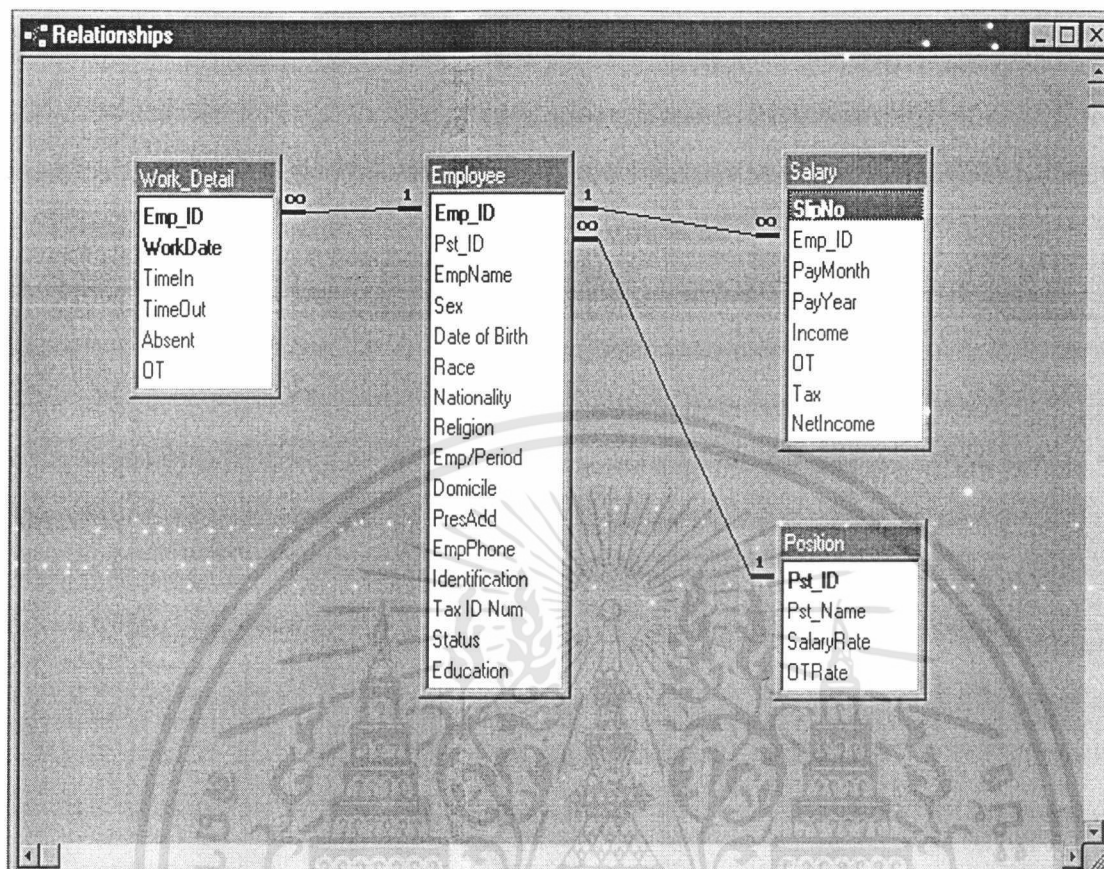 Relationships
Work_Detail
Emp_ID
WorkDate
TimeIn
TimeOut
Absent
OT
∞
1
Employee
Emp_ID
Pst_ID
EmpName
Sex
Date of Birth
Race
Nationality
Religion
Emp/Period
Domicile
PresAdd
EmpPhone
Identification
Tax ID Num
Status
Education
1
∞
∞
1
Salary
SlipNo
Emp_ID
PayMonth
PayYear
Income
OT
Tax
NetIncome
Position
Pst_ID
Pst_Name
SalaryRate
OTRate